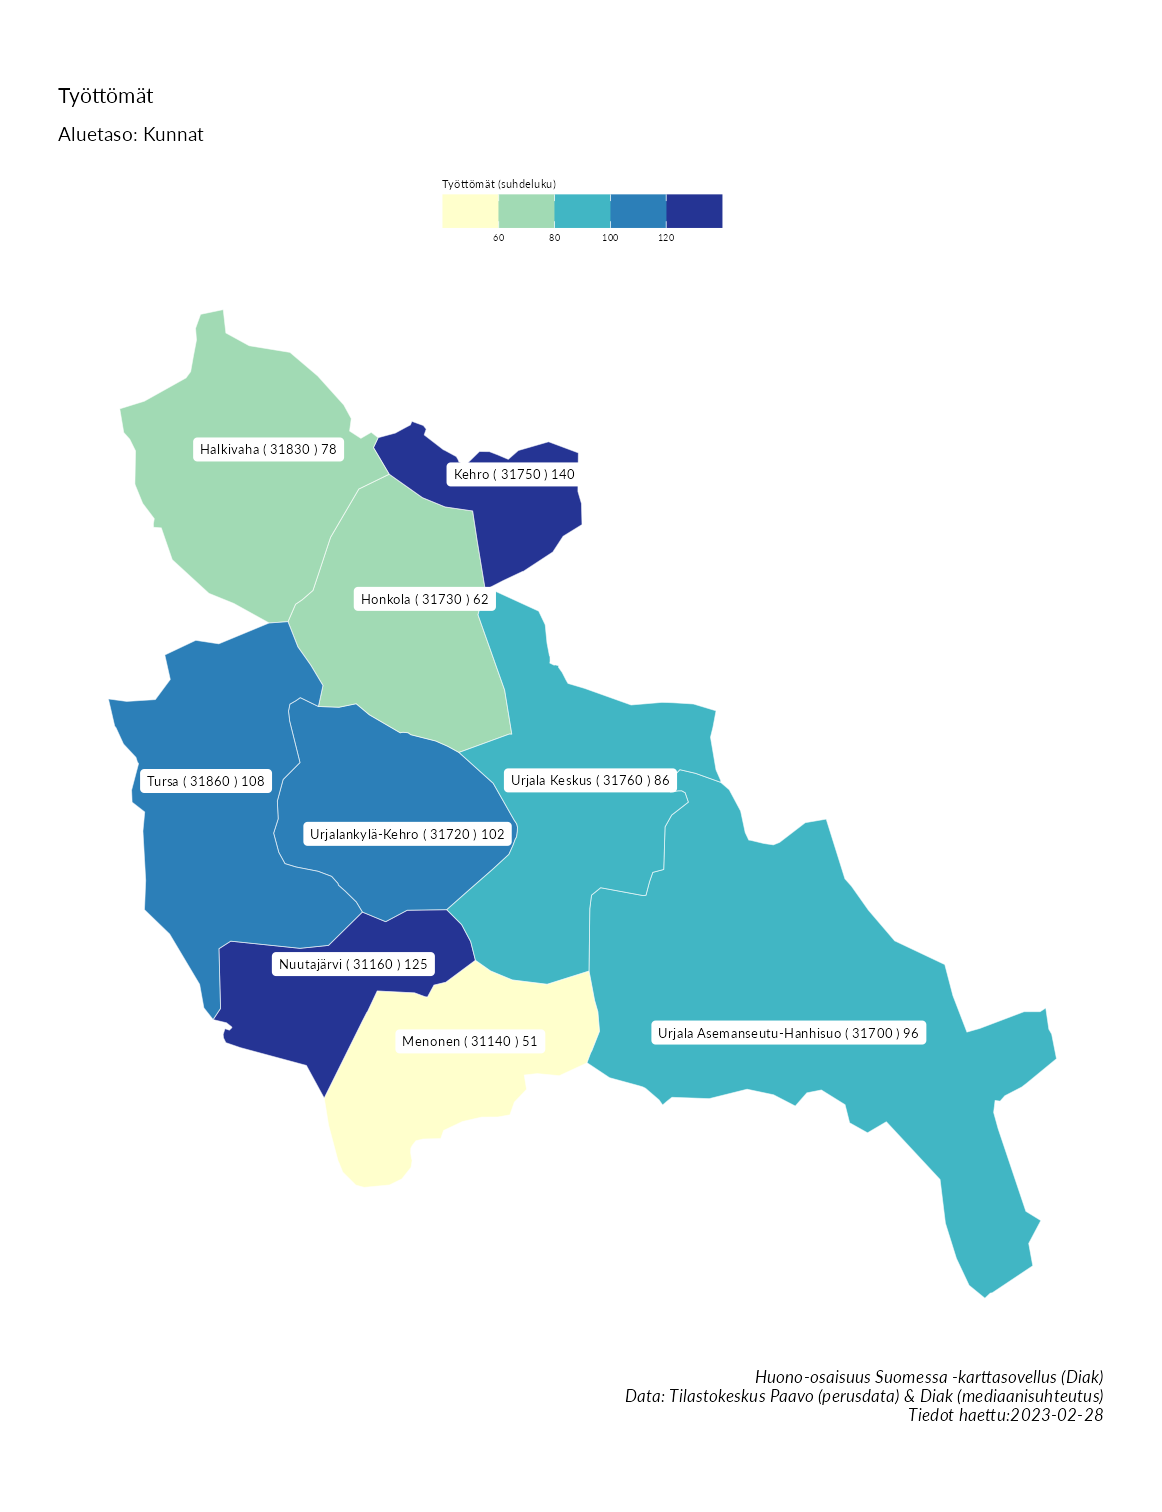 Työttömät
Aluetaso: Kunnat
Työttömät (suhdeluku)
60 80 100 120
Halkivaha ( 31830 ) 78
Kehro ( 31750 ) 140
Honkola ( 31730 ) 62
Tursa ( 31860 ) 108
Urjala Keskus ( 31760 ) 86
Urjalankylä-Kehro ( 31720 ) 102
Nuutajärvi ( 31160 ) 125
Urjala Asemanseutu-Hanhisuo ( 31700 ) 96
Menonen ( 31140 ) 51
Huono-osaisuus Suomessa -karttasovellus (Diak)
Data: Tilastokeskus Paavo (perusdata) & Diak (mediaanisuhteutus)
Tiedot haettu:2023-02-28